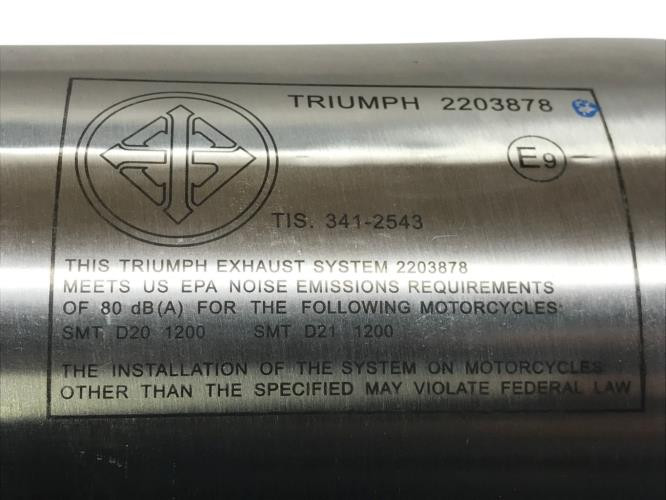 TRIUMPH 2203878
E9
TIS. 341-2543
THIS TRIUMPH EXHAUST SYSTEM 2203878
MEETS US EPA NOISE EMISSIONS REQUIREMENTS
OF 80 dB(A) FOR THE FOLLOWING MOTORCYCLES:
SMT D20 1200 SMT D21 1200
THE INSTALLATION OF THE SYSTEM ON MOTORCYCLES
OTHER THAN THE SPECIFIED MAY VIOLATE FEDERAL LAW